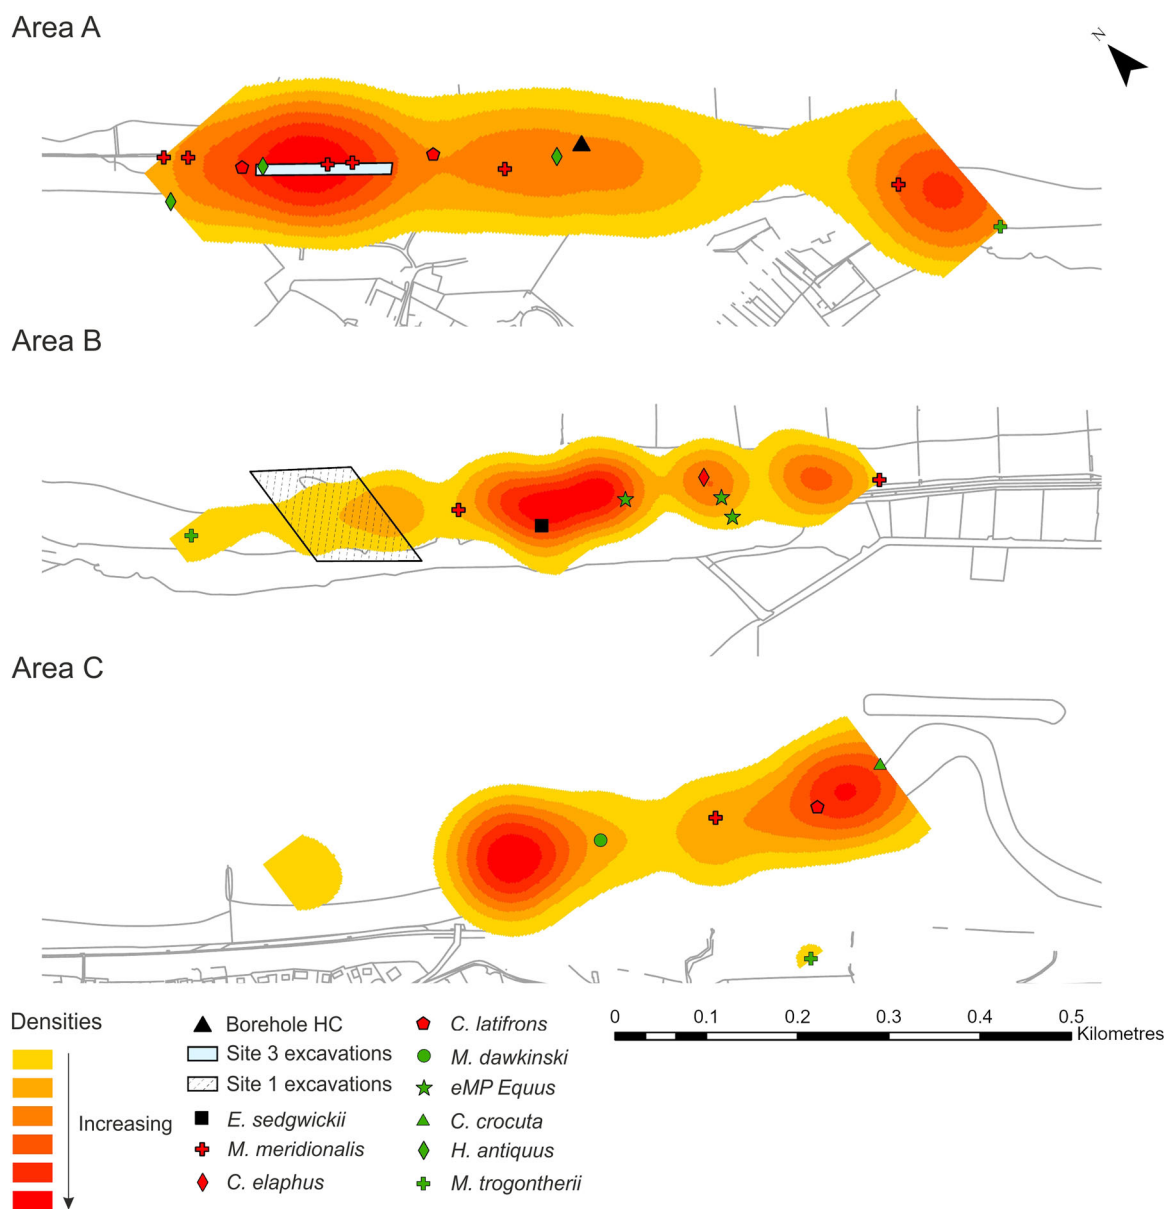 Area A
N
Area B
Area C
Densities
Increasing
Borehole HC
Site 3 excavations
Site 1 excavations
E. sedgwickii
M. meridionalis
C. elaphus
C. latifrons
M. dawkinski
eMP Equus
C. crocuta
H. antiquus
M. trogontherii
0 0.1 0.2 0.3 0.4 0.5
Kilometres